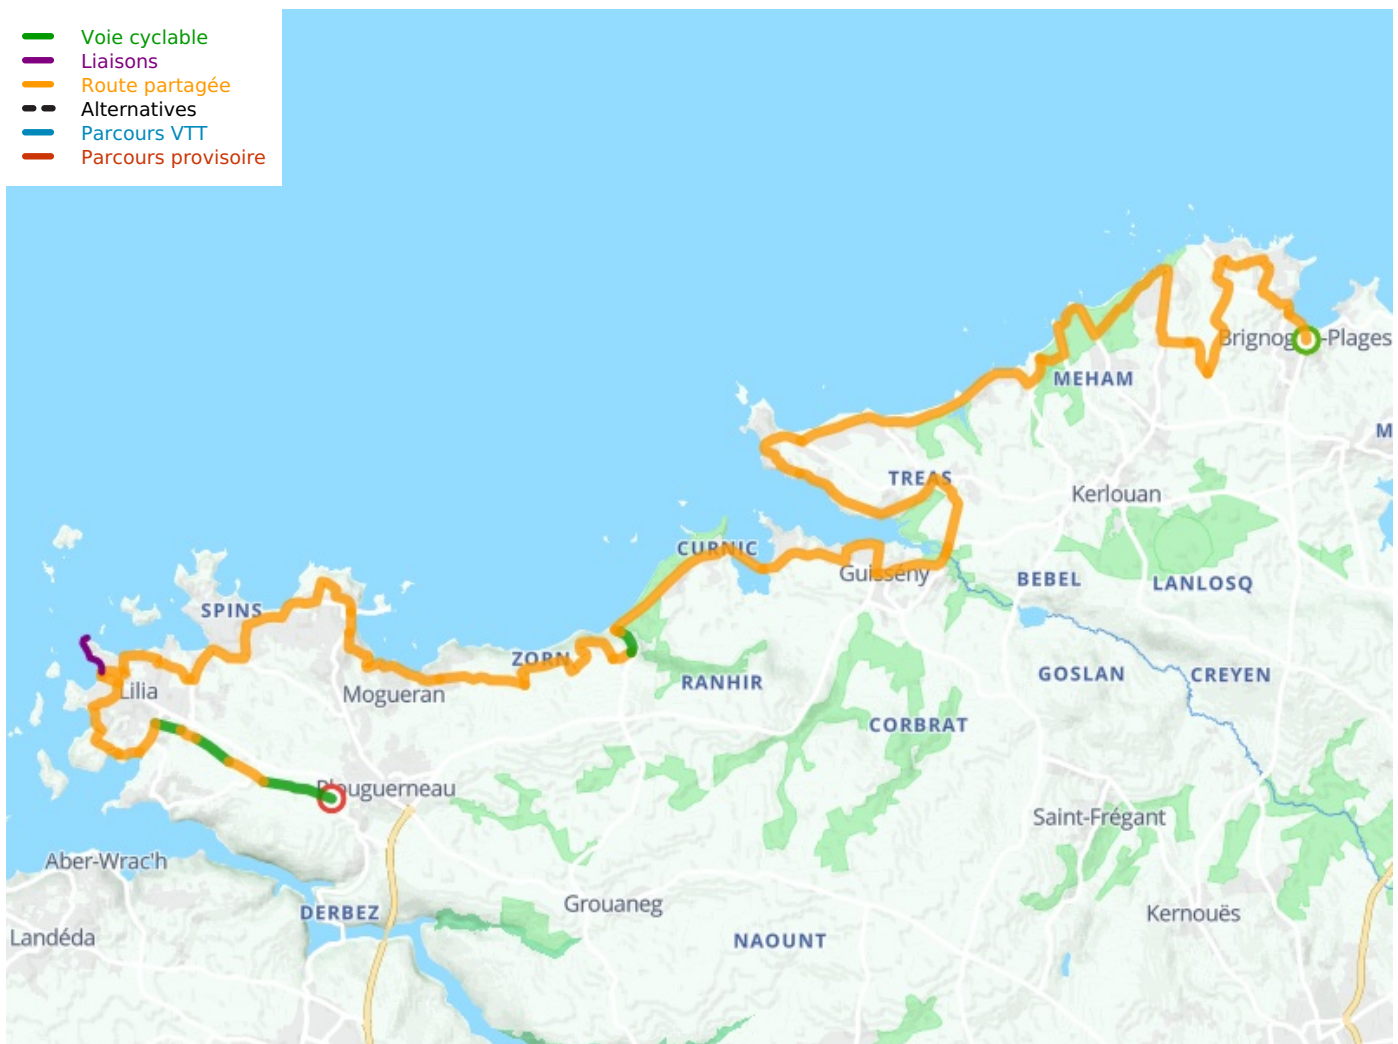 Voie cyclable
Liaisons
Route partagée
Alternatives
Parcours VTT
Parcours provisoire
Brignog -Plages
MEHAM
M
TREAS
Kerlouan
CURNIC
Guissény
BEBEL
LANLOSQ
SPINS
ZORN
Lilia
Mogueran
RANHIR
GOSLAN
CREYEN
CORBRAT
Plouguerneau
Saint-Frégant
Aber-Wrac'h
DERBEZ
Grouaneg
Kernouës
Landéda
NAOUNT